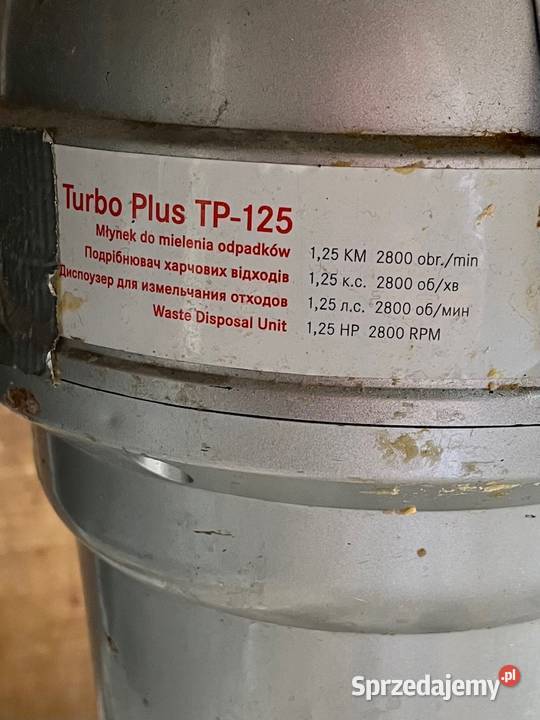 Turbo Plus TP-125
Młynek do mielenia odpadków 1,25 KM 2800 obr./min
Подрібнювач харчових відходів 1,25 к.с. 2800 об/хв
Диспоузер для измельчания отходов 1,25 л.с. 2800 об/мин
Waste Disposal Unit 1,25 HP 2800 RPM
Sprzedajemy.pl